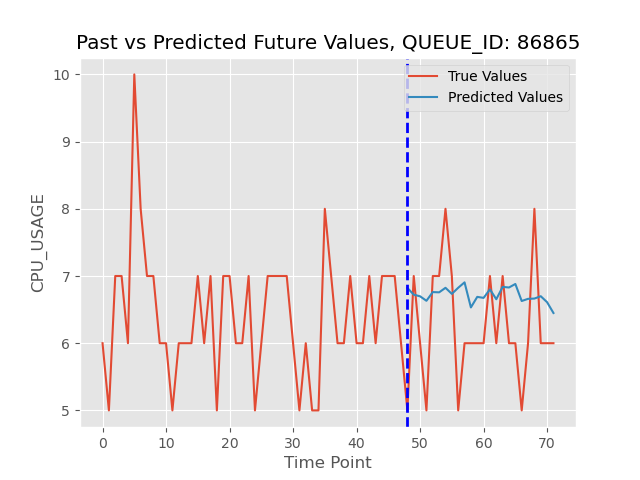 Past vs Predicted Future Values, QUEUE_ID: 86865
True Values
Predicted Values
CPU_USAGE
10
9
8
7
6
5
0 10 20 30 40 50 60 70
Time Point